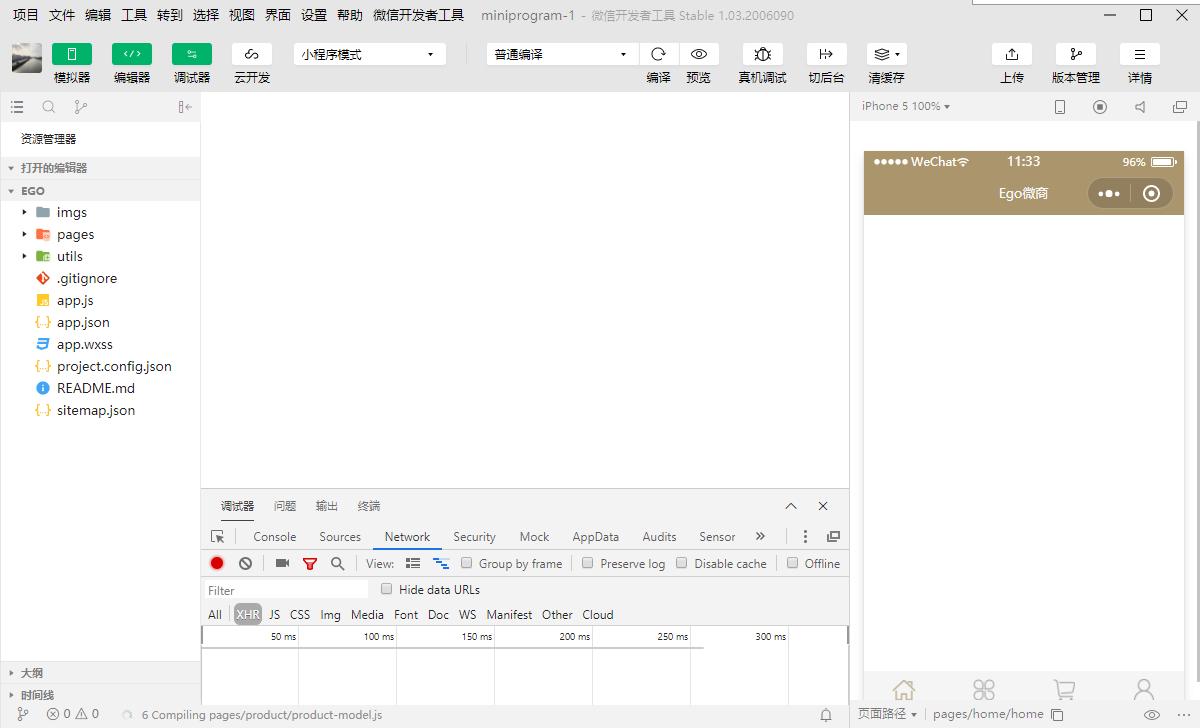 项目 文件 编辑 工具 转到 选择 视图 界面 设置 帮助 微信开发者工具 miniprogram-1 - 微信开发者工具 Stable 1.03.2006090
小程序模式 普通编译
模拟器 编辑器 调试器 云开发 编译 预览 真机调试 切后台 清缓存 上传 版本管理 详情
资源管理器
打开的编辑器
EGO
imgs
pages
utils
.gitignore
app.js
app.json
app.wxss
project.config.json
README.md
sitemap.json
大纲
时间线
0 0 6 Compiling pages/product/product-model.js
调试器 问题 输出 终端
Console Sources Network Security Mock AppData Audits Sensor
View: Group by frame Preserve log Disable cache Offline
Filter Hide data URLs
All XHR JS CSS Img Media Font Doc WS Manifest Other Cloud
50 ms 100 ms 150 ms 200 ms 250 ms 300 ms
iPhone 5 100%
WeChat 11:33 96%
Ego微商
页面路径 pages/home/home